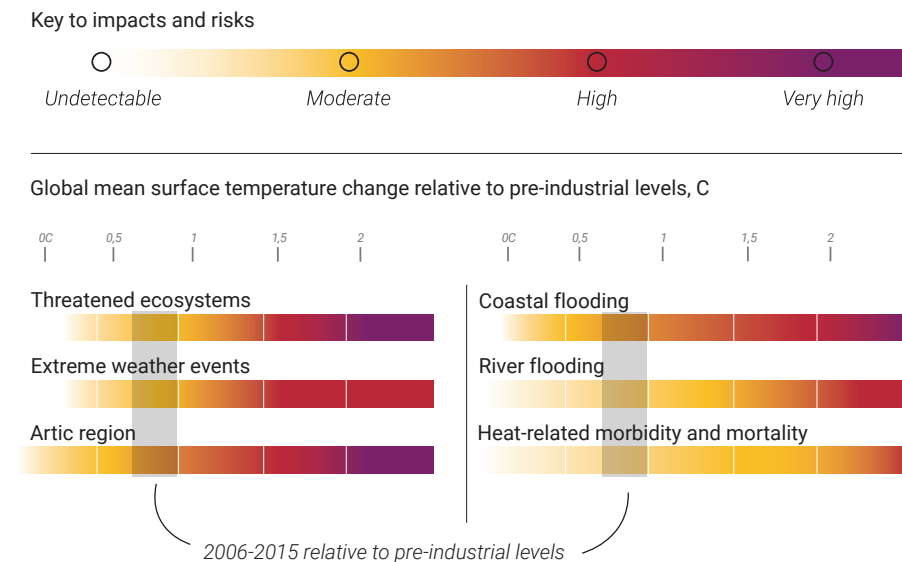 Key to impacts and risks
Undetectable Moderate High Very high
Global mean surface temperature change relative to pre-industrial levels, C
0C 0,5 1 1,5 2
0C 0,5 1 1,5 2
Threatened ecosystems
Extreme weather events
Artic region
Coastal flooding
River flooding
Heat-related morbidity and mortality
2006-2015 relative to pre-industrial levels